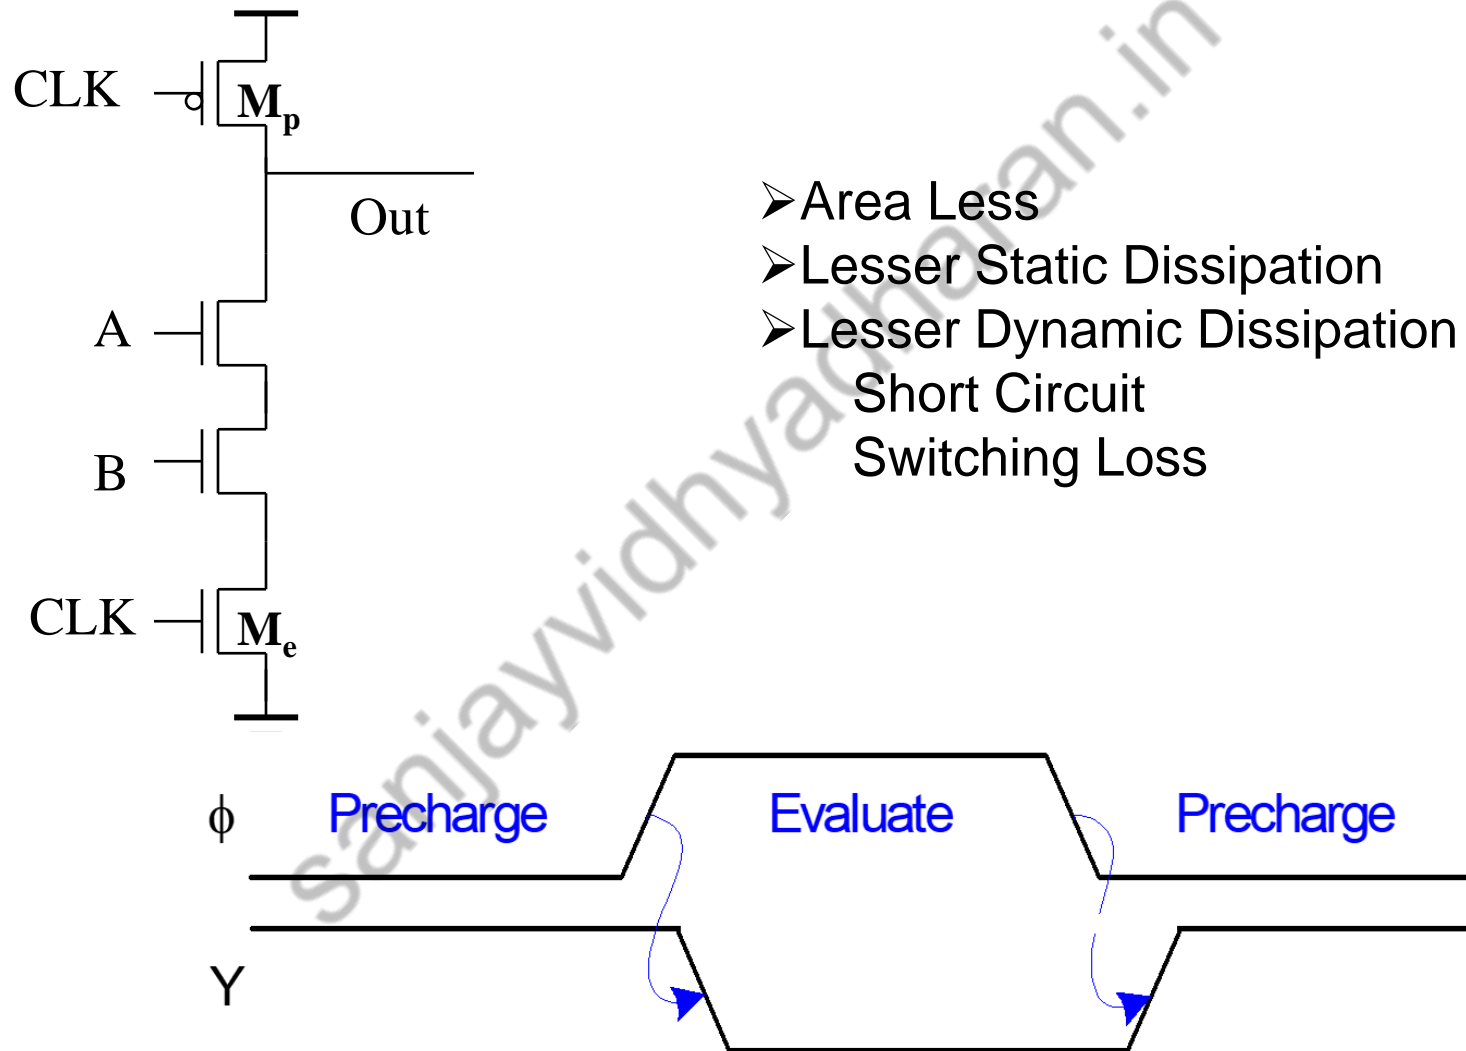 CLK
Mp
Out
A
B
CLK
Me
➢Area Less
➢Lesser Static Dissipation
➢Lesser Dynamic Dissipation
Short Circuit
Switching Loss
sanjayvidhyadharan.in
ϕ Precharge Evaluate Precharge
Y